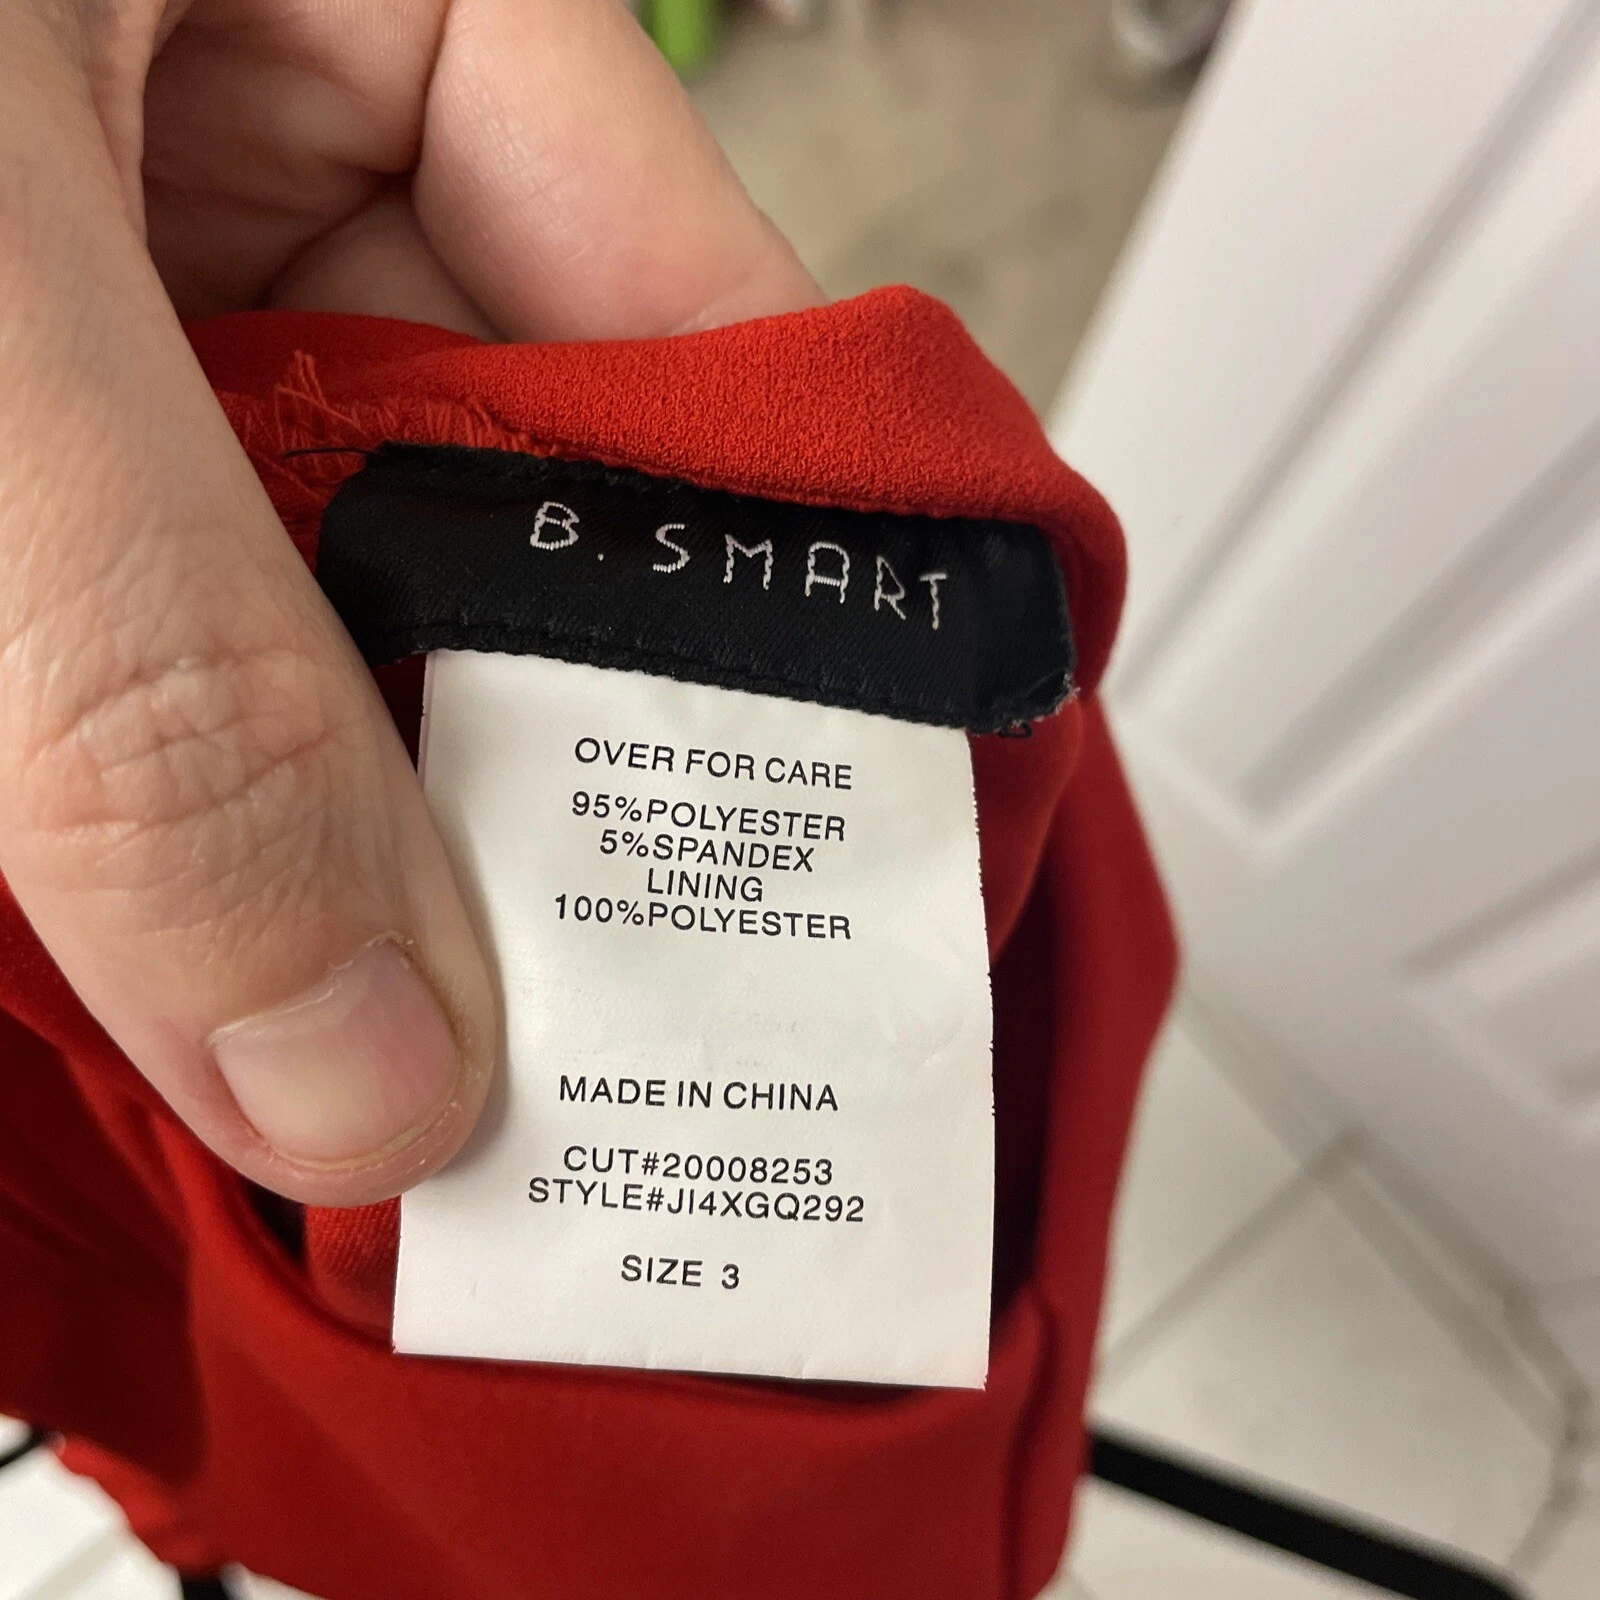 B. SMART
OVER FOR CARE
95%POLYESTER
5%SPANDEX
LINING
100%POLYESTER
MADE IN CHINA
CUT#20008253
STYLE#JI4XGQ292
SIZE 3